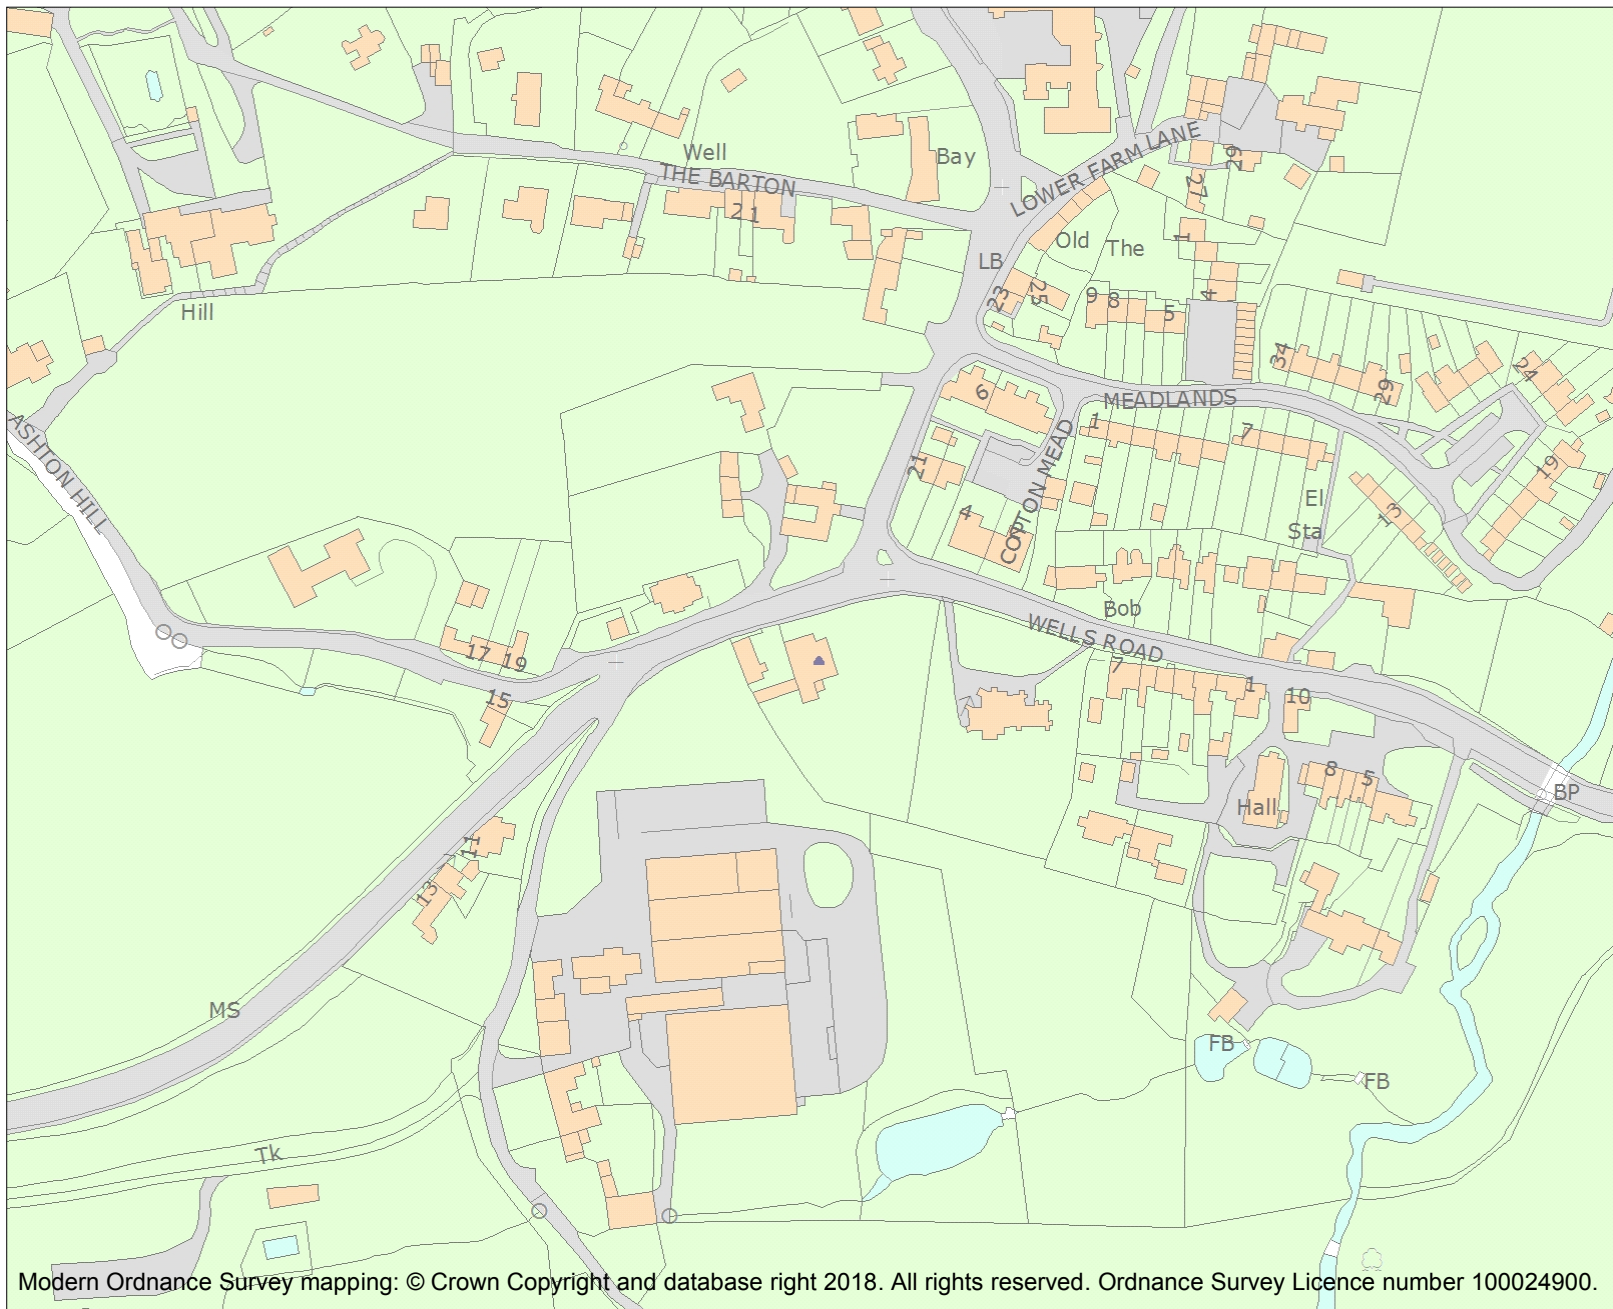 LOWER FARM LANE
Well
Bay
THE BARTON
2 1
29
27
1
Old
The
LB
23
25
9
8
5
4
Hill
34
29
24
6
MEADLANDS
1
7
19
21
COPTON MEAD
4
El
Sta
13
ASHTON HILL
Bob
WELLS ROAD
17
19
15
7
1
10
8
5
Hall
BP
11
13
MS
FB
FB
Tk
Modern Ordnance Survey mapping: © Crown Copyright and database right 2018. All rights reserved. Ordnance Survey Licence number 100024900.